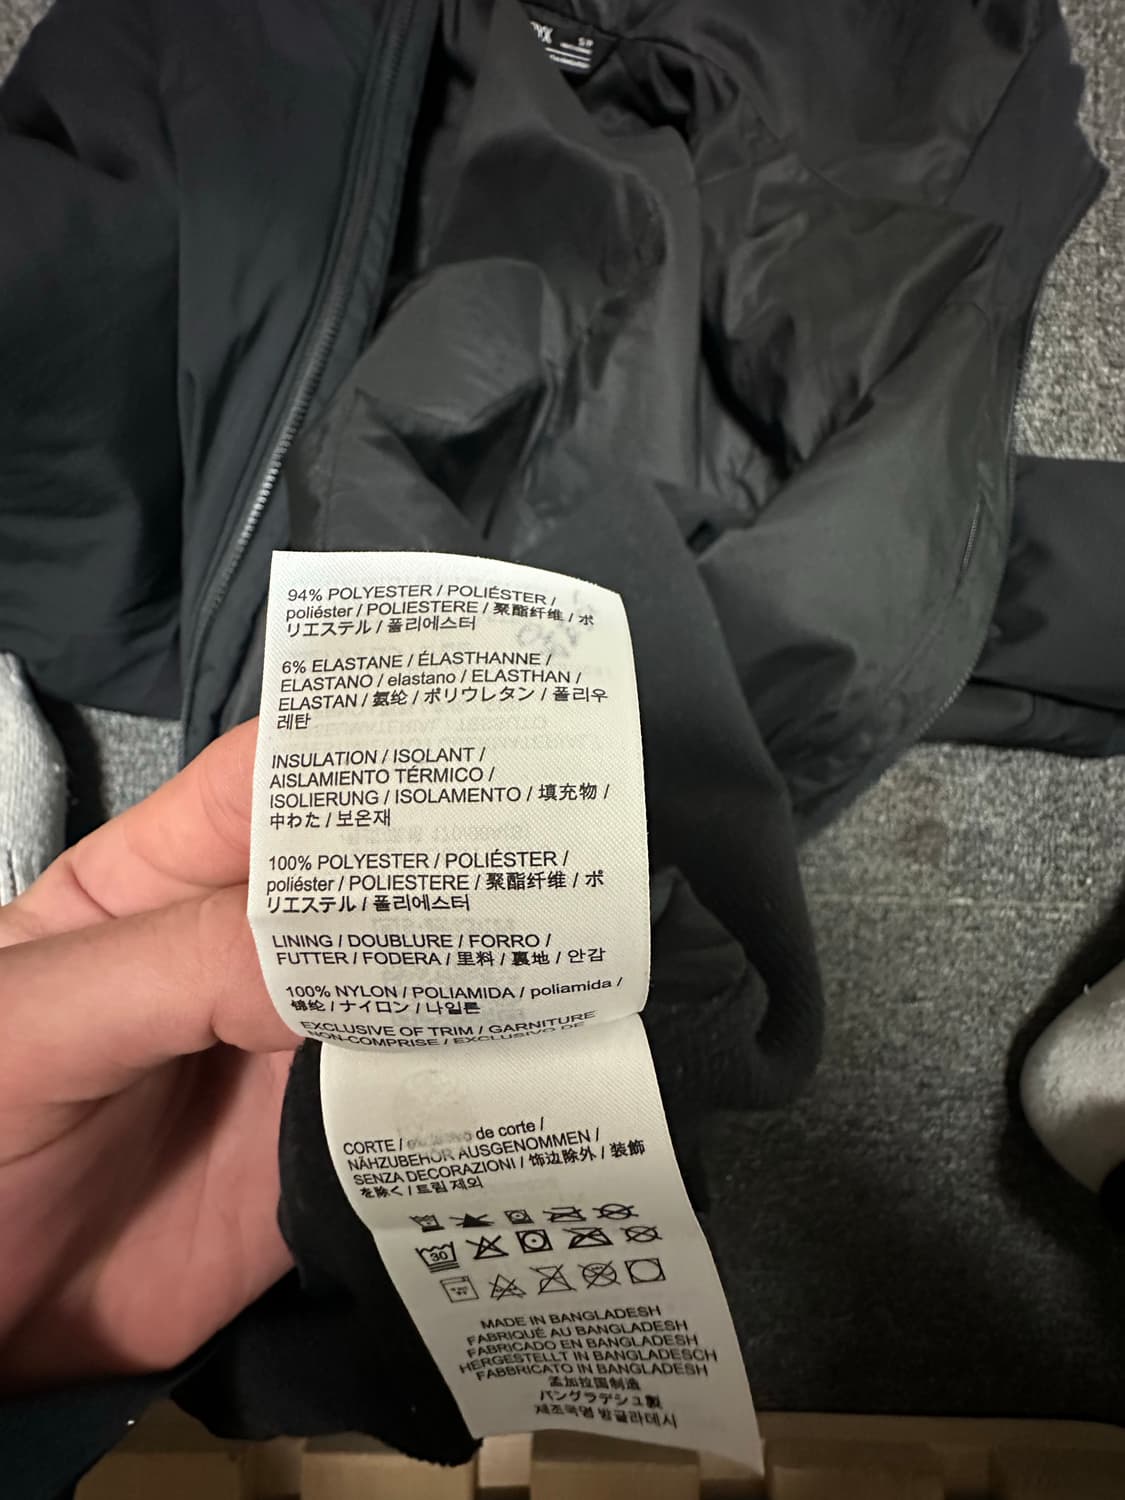 94% POLYESTER / POLIÉSTER /
poliéster / POLIESTERE / 聚酯纤维 / ポ
リエステル / 폴리에스터
6% ELASTANE / ÉLASTHANNE /
ELASTANO / elastano / ELASTHAN /
ELASTAN / 氨纶 / ポリウレタン / 폴리우
레탄
INSULATION / ISOLANT /
AISLAMIENTO TÉRMICO /
ISOLIERUNG / ISOLAMENTO / 填充物 /
中わた / 보온재
100% POLYESTER / POLIÉSTER /
poliéster / POLIESTERE / 聚酯纤维 / ポ
リエステル / 폴리에스터
LINING / DOUBLURE / FORRO /
FUTTER / FODERA / 里料 / 裏地 / 안감
100% NYLON / POLIAMIDA / poliamida /
锦纶 / ナイロン / 나일론
EXCLUSIVE OF TRIM / GARNITURE
NON-COMPRISE / EXCLUSIVO DE
CORTE / de corte /
NÄHZUBEHÖR AUSGENOMMEN /
SENZA DECORAZIONI / 饰边除外 / 装飾
を除く / 트림 제외
30
MADE IN BANGLADESH
FABRIQUÉ AU BANGLADESH
FABRICADO EN BANGLADESH
HERGESTELLT IN BANGLADESCH
FABBRICATO IN BANGLADESH
孟加拉国制造
バングラデシュ製
제조국명 방글라데시